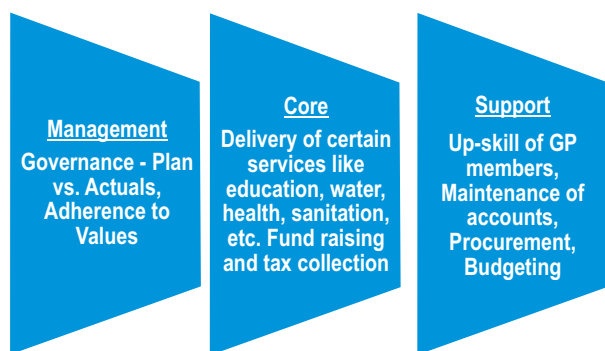 Management
Governance - Plan
vs. Actuals,
Adherence to
Values
Core
Delivery of certain
services like
education, water,
health, sanitation,
etc. Fund raising
and tax collection
Support
Up-skill of GP
members,
Maintenance of
accounts,
Procurement,
Budgeting